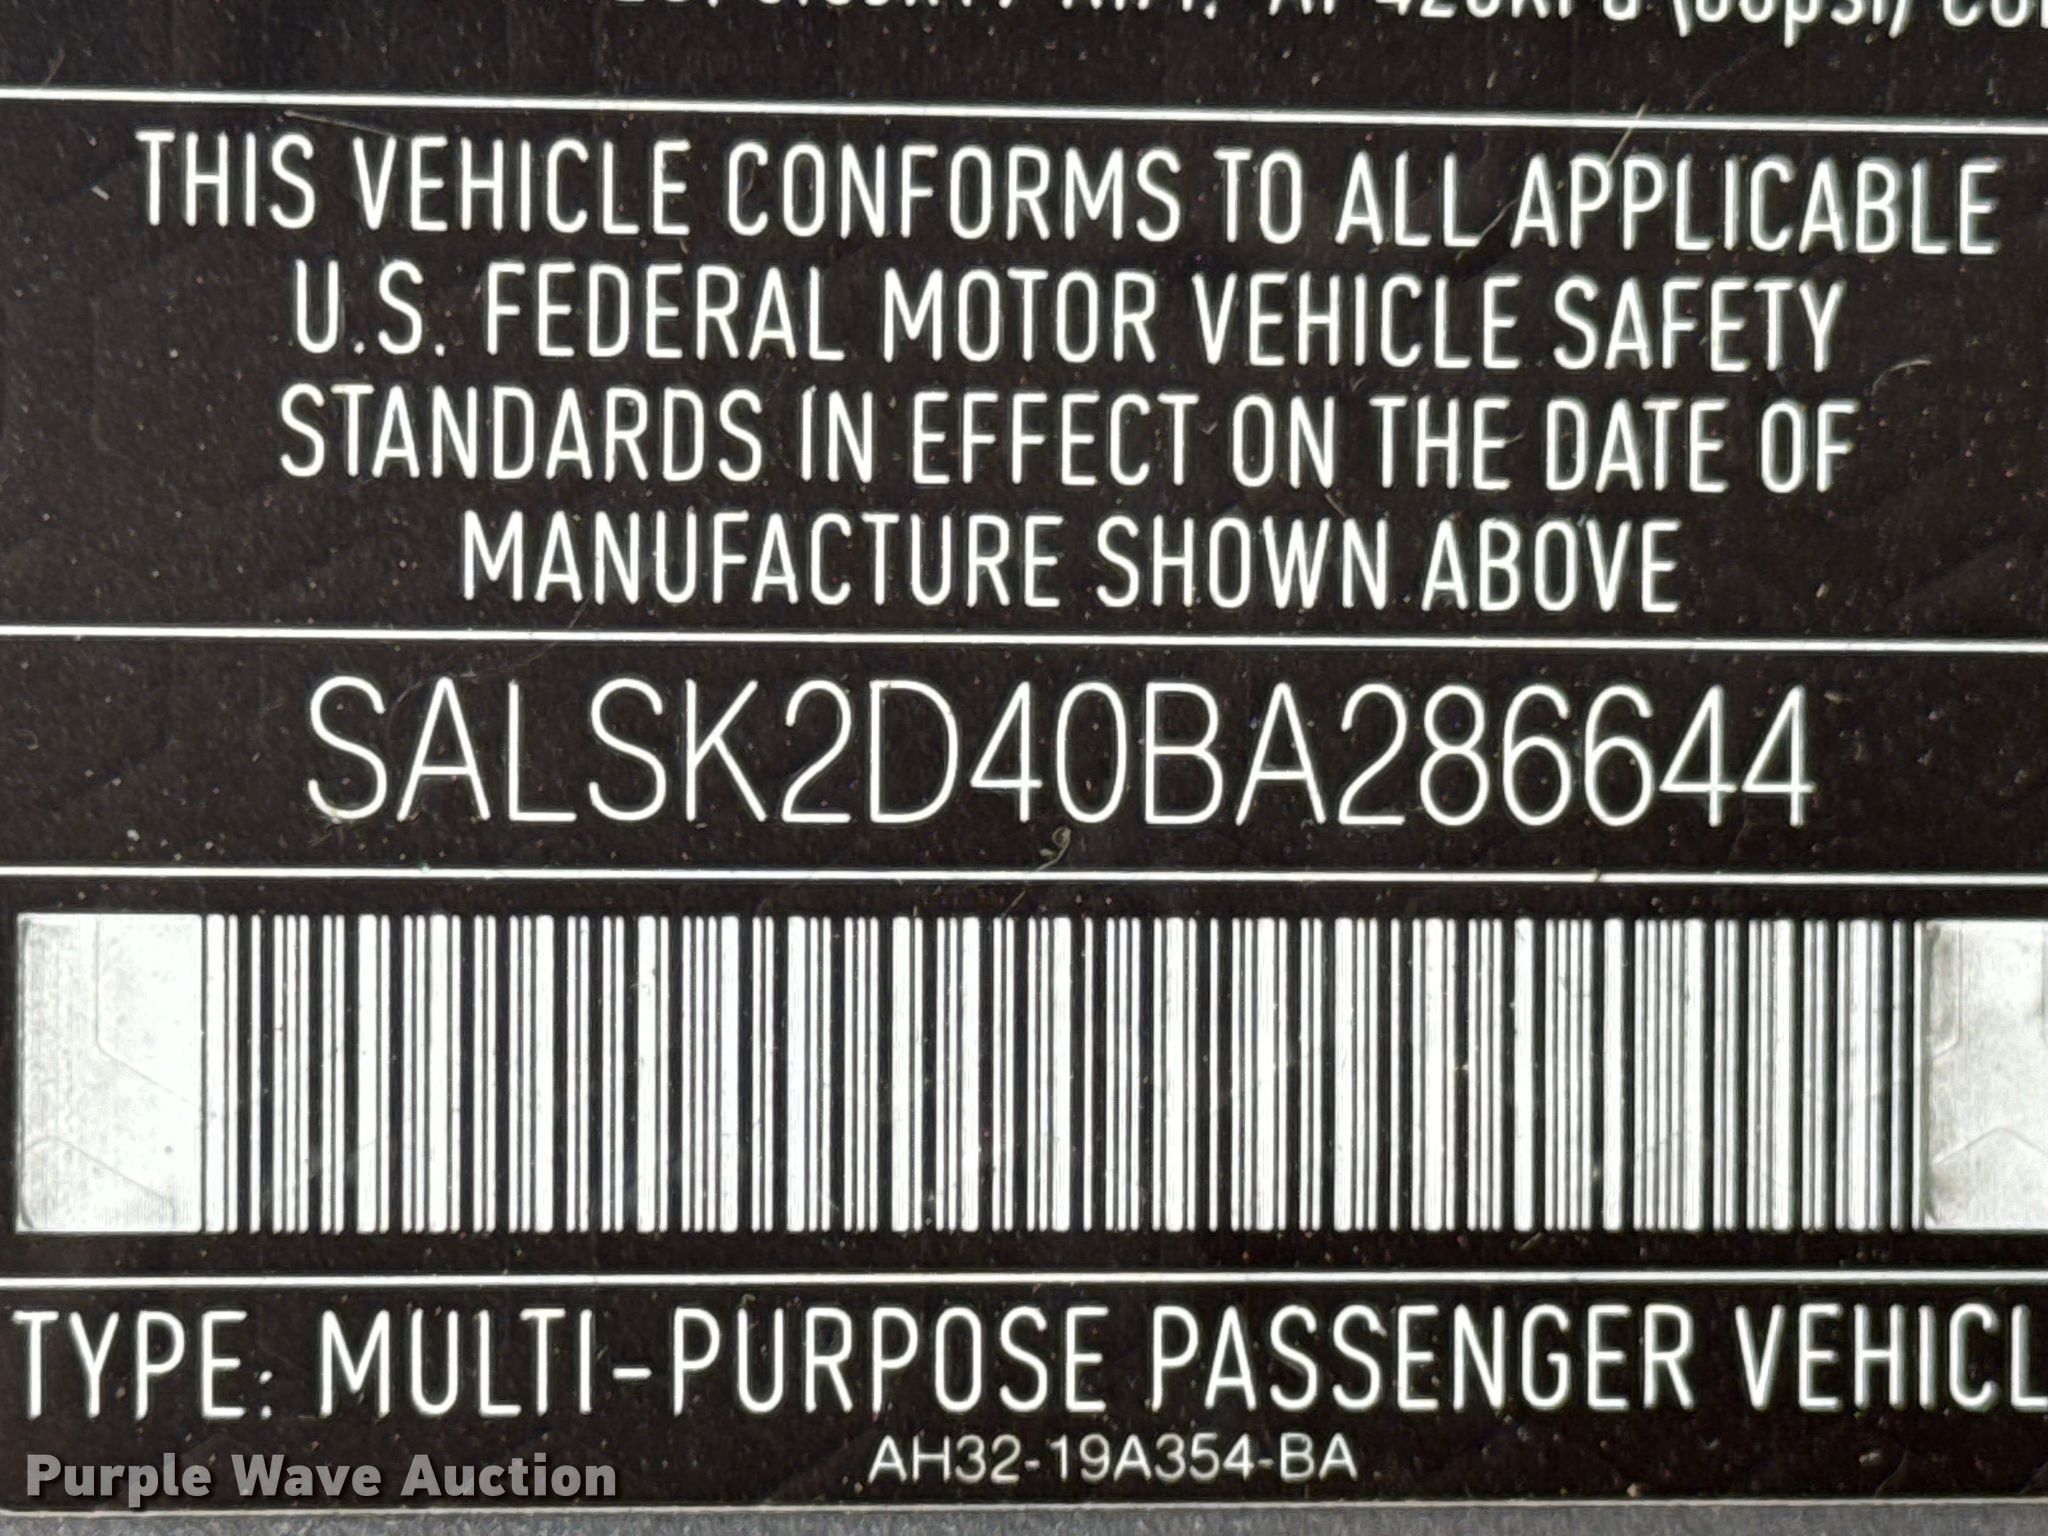 THIS VEHICLE CONFORMS TO ALL APPLICABLE
U.S. FEDERAL MOTOR VEHICLE SAFETY
STANDARDS IN EFFECT ON THE DATE OF
MANUFACTURE SHOWN ABOVE
SALSK2D40BA286644
TYPE: MULTI-PURPOSE PASSENGER VEHICL
AH32-19A354-BA
Purple Wave Auction